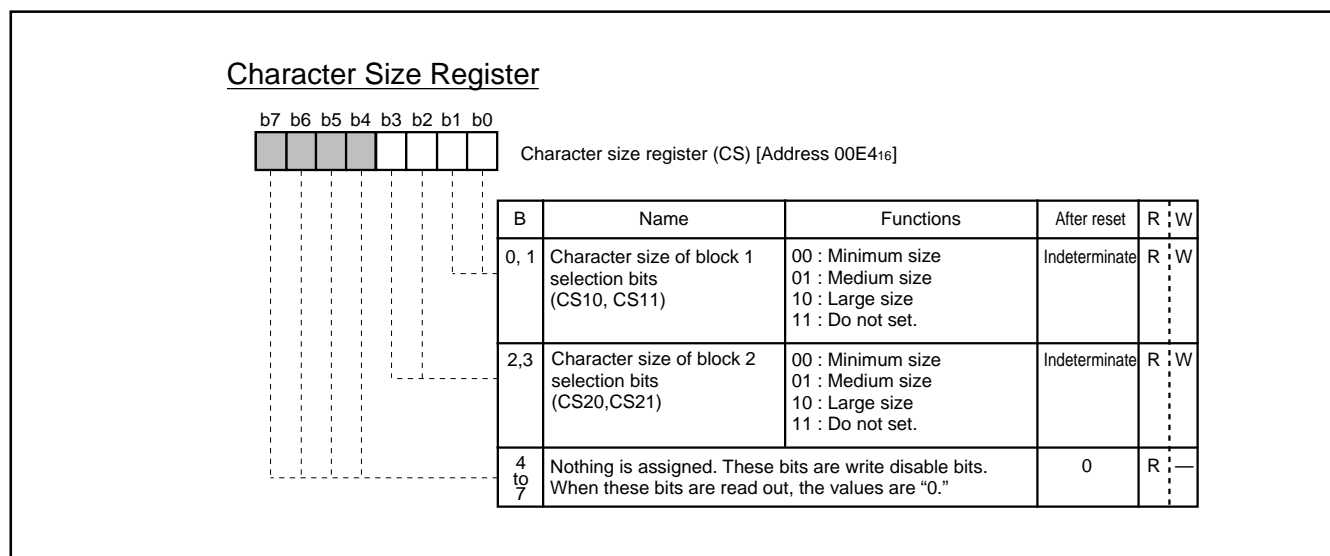 Character Size Register
b7 b6 b5 b4 b3 b2 b1 b0
Character size register (CS) [Address 00E416]
B Name Functions After reset R W
0, 1 Character size of block 1 selection bits (CS10, CS11)
00 : Minimum size
01 : Medium size
10 : Large size
11 : Do not set.
Indeterminate R W
2,3 Character size of block 2 selection bits (CS20,CS21)
00 : Minimum size
01 : Medium size
10 : Large size
11 : Do not set.
Indeterminate R W
4 to 7
Nothing is assigned. These bits are write disable bits.
When these bits are read out, the values are “0.”
0 R —